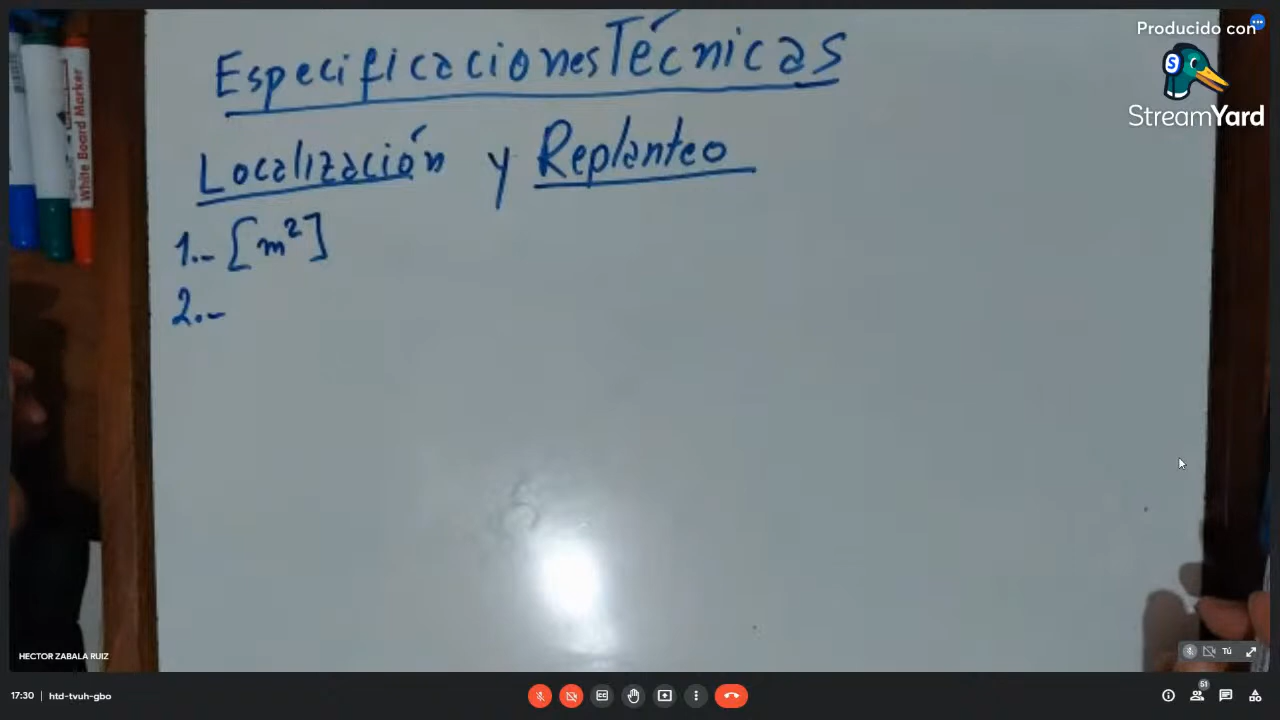 Producido con
StreamYard
Especificaciones Técnicas
Localización y Replanteo
1.- [m²]
2.-
White Board Marker
HECTOR ZABALA RUIZ
Tú
17:30 | htd-tvuh-gbo
51